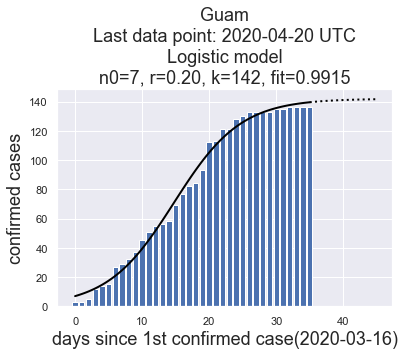 Guam
Last data point: 2020-04-20 UTC
Logistic model
n0=7, r=0.20, k=142, fit=0.9915
confirmed cases
140
120
100
80
60
40
20
0
0 10 20 30 40
days since 1st confirmed case(2020-03-16)